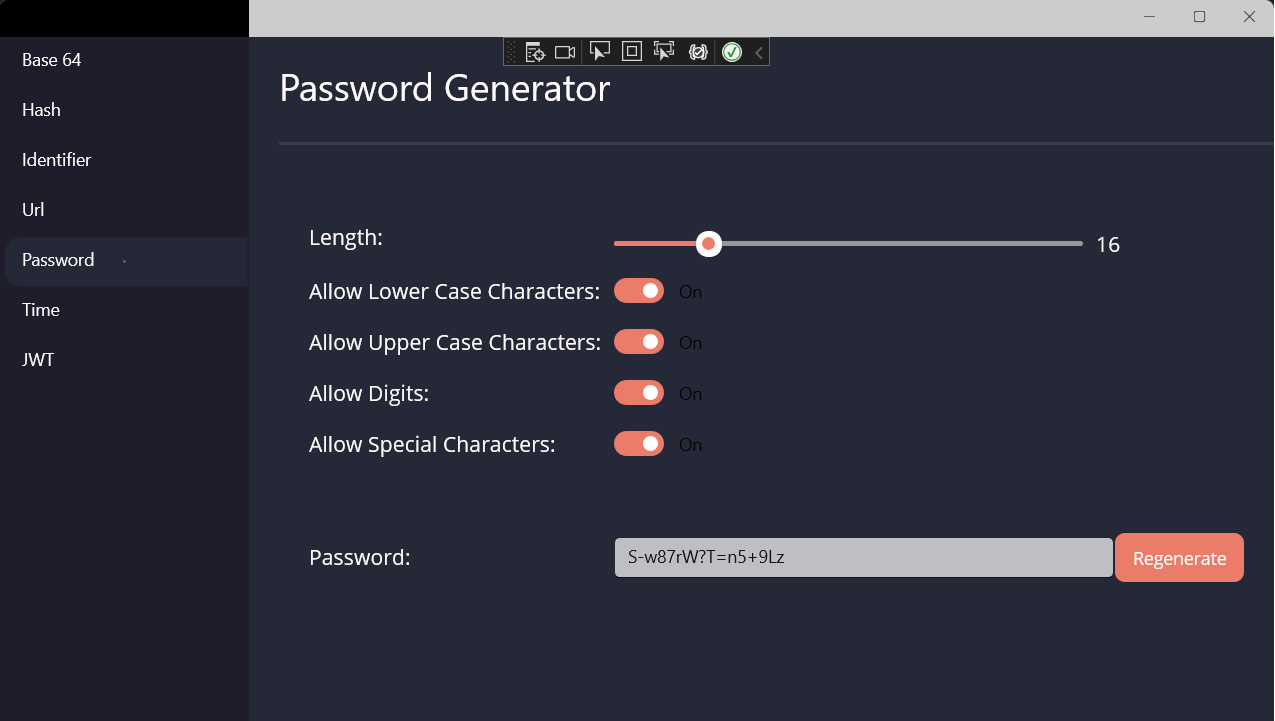 Base 64
Hash
Identifier
Url
Password
Time
JWT
Password Generator
Length:
16
Allow Lower Case Characters:
On
Allow Upper Case Characters:
On
Allow Digits:
On
Allow Special Characters:
On
Password:
S-w87rW?T=n5+9Lz
Regenerate